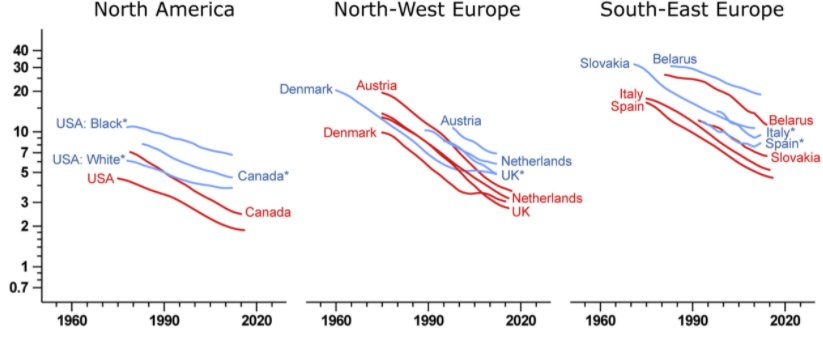 North America
North-West Europe
South-East Europe
40
30
20
10
7
5
3
2
1
0.7
USA: Black*
USA: White*
USA
Canada*
Canada
1960
1990
2020
Denmark
Austria
Denmark
Austria
Netherlands
UK*
Netherlands
UK
1960
1990
2020
Slovakia
Belarus
Italy
Spain
Belarus
Italy*
Spain*
Slovakia
1960
1990
2020